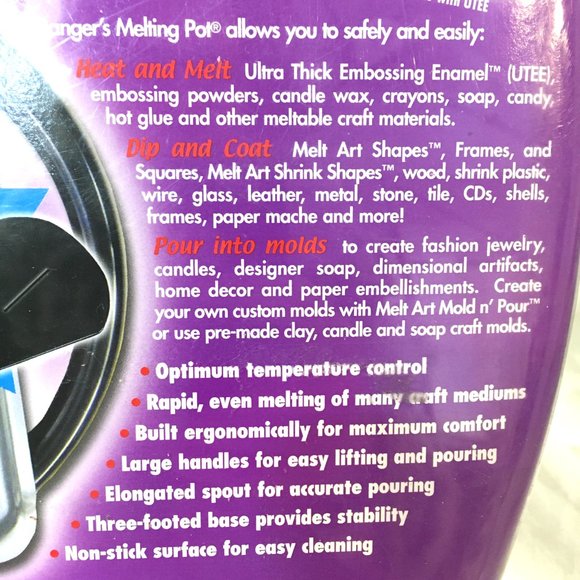 with UTEE
anger's Melting Pot® allows you to safely and easily:
Heat and Melt Ultra Thick Embossing Enamel™ (UTEE),
embossing powders, candle wax, crayons, soap, candy,
hot glue and other meltable craft materials.
Dip and Coat Melt Art Shapes™, Frames, and
Squares, Melt Art Shrink Shapes™, wood, shrink plastic,
wire, glass, leather, metal, stone, tile, CDs, shells,
frames, paper mache and more!
Pour into molds to create fashion jewelry,
candles, designer soap, dimensional artifacts,
home decor and paper embellishments. Create
your own custom molds with Melt Art Mold n' Pour™
or use pre-made clay, candle and soap craft molds.
• Optimum temperature control
• Rapid, even melting of many craft mediums
• Built ergonomically for maximum comfort
• Large handles for easy lifting and pouring
• Elongated spout for accurate pouring
• Three-footed base provides stability
• Non-stick surface for easy cleaning